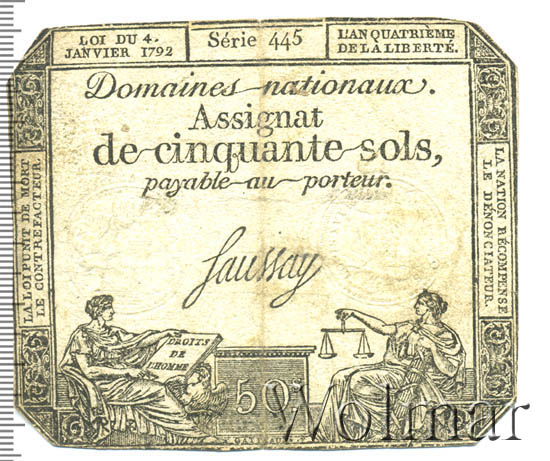 LOI DU 4.
JANVIER 1792
Série 445
L'AN QUATRIÈME
DE LA LIBERTÉ.
Domaines nationaux.
Assignat
de cinquante sols,
payable au porteur.
LA LOI PUNIT DE MORT
LE CONTREFACTEUR.
LA NATION RÉCOMPENSE
LE DÉNONCIATEUR.
Saussay
DROITS
DE
L'HOMME
50
Wolmar